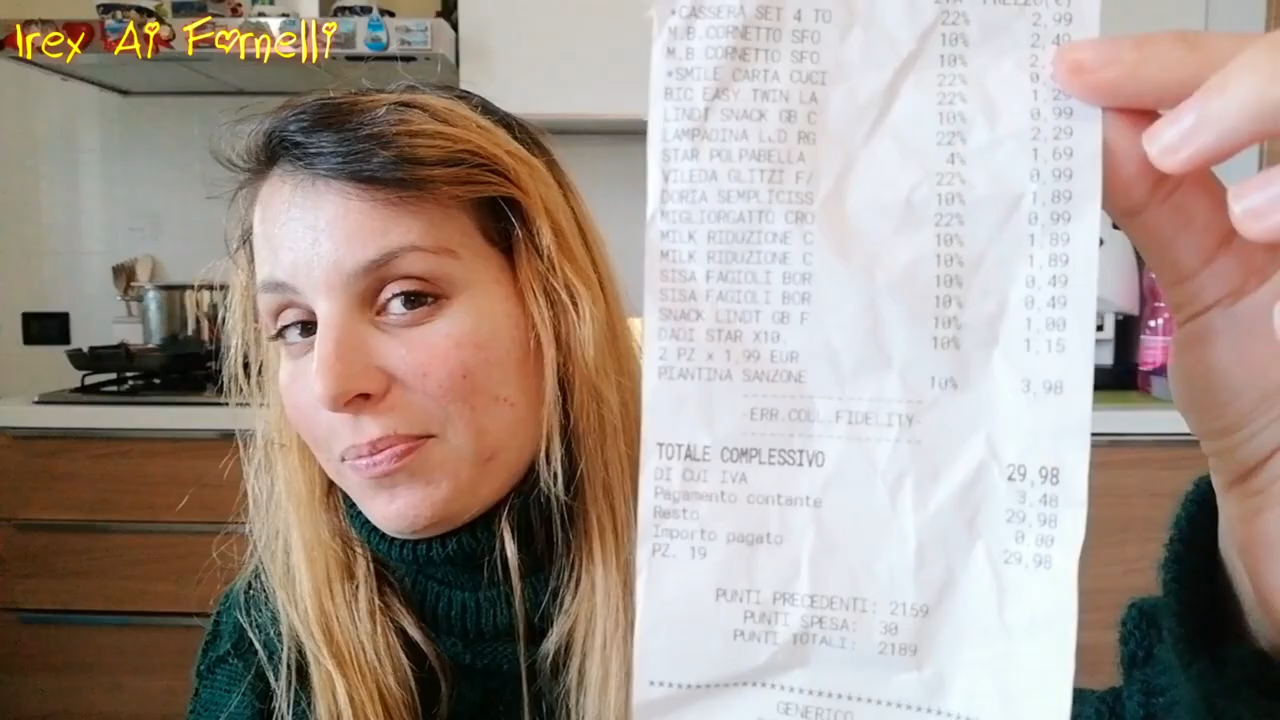 Irex Ai Fornelli
IVA PREZZO(€)
*CASSERA SET 4 TO 22% 2,99
M.B.CORNETTO SFO 10% 2,49
M.B CORNETTO SFO 10% 2,
*SMILE CARTA CUCI 22% 0,
BIC EASY TWIN LA 22% 1,29
LINDT SNACK GB C 10% 0,99
LAMPADINA LED RG 22% 2,29
STAR POLPABELLA 4% 1,69
VILEDA GLITZI F/ 22% 0,99
DORIA SEMPLICISS 10% 1,89
MIGLIORGATTO CRO 22% 0,99
MILK RIDUZIONE C 10% 1,89
MILK RIDUZIONE C 10% 1,89
SISA FAGIOLI BOR 10% 0,49
SISA FAGIOLI BOR 10% 0,49
SNACK LINDT GB F 10% 1,00
DADI STAR X10. 10% 1,15
2 PZ x 1,99 EUR
PIANTINA SANZONE 10% 3,98
-ERR.COLL.FIDELITY-
TOTALE COMPLESSIVO 29,98
DI CUI IVA 3,48
Pagamento contante 29,98
Resto 0,00
Importo pagato 29,98
PZ. 19
PUNTI PRECEDENTI: 2159
PUNTI SPESA: 30
PUNTI TOTALI: 2189
GENERICO